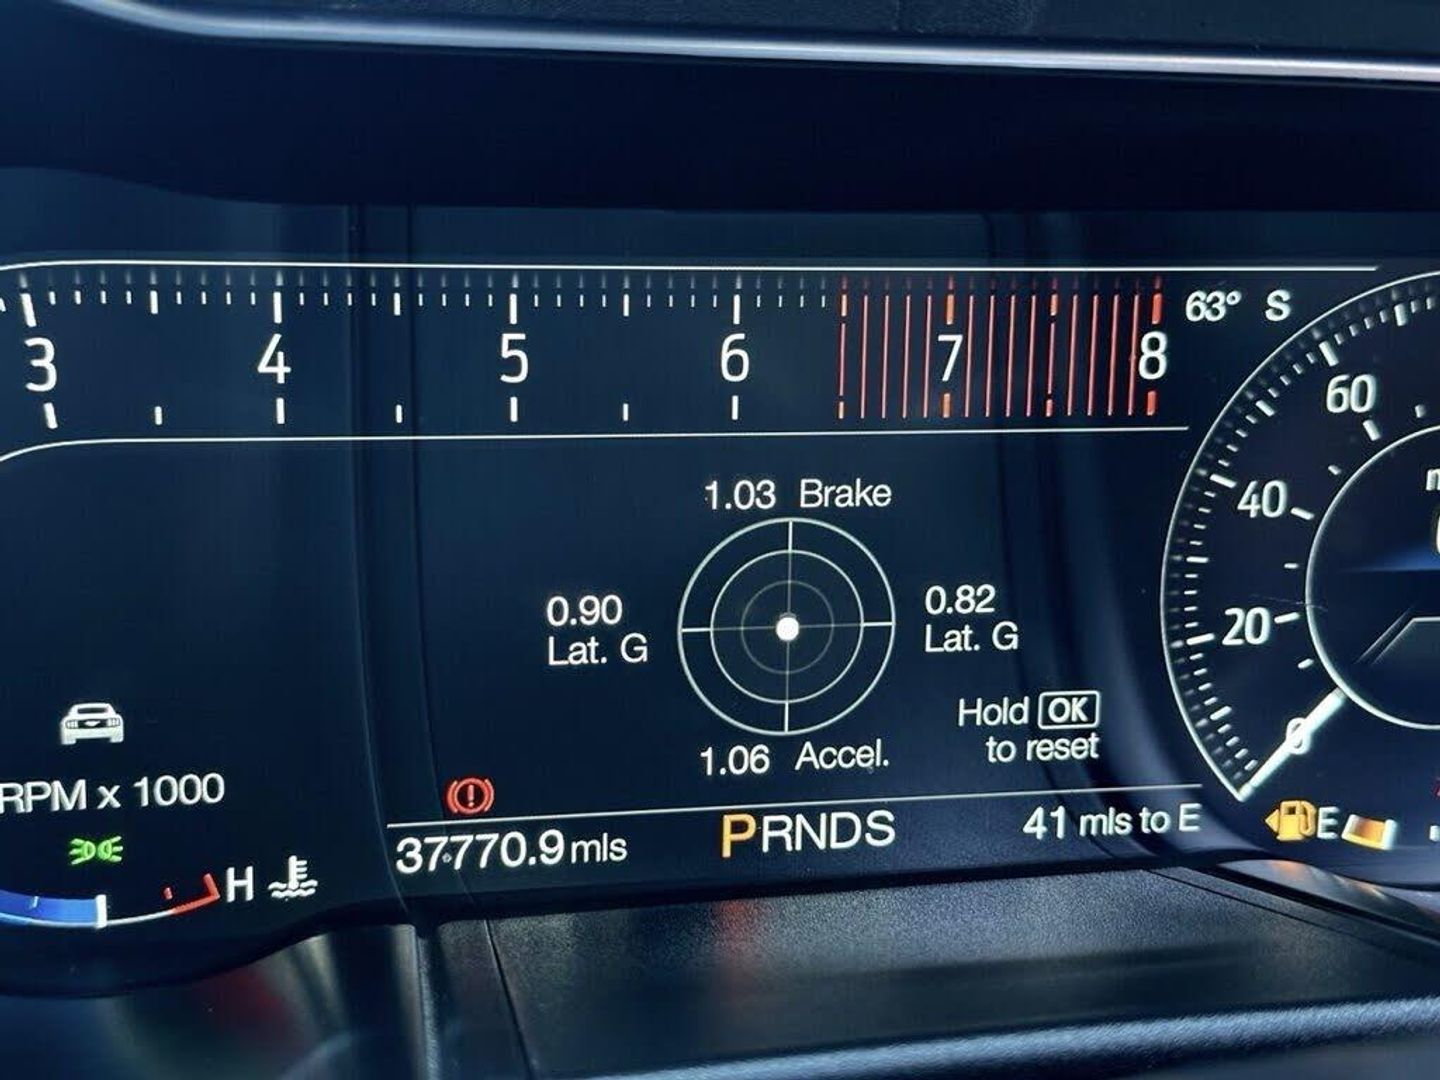 3 4 5 6 7 8
63° S
60
40
20
0
1.03 Brake
0.90
Lat. G
0.82
Lat. G
Hold OK
to reset
1.06 Accel.
RPM x 1000
37770.9 mls
PRNDS
41 mls to E
E
H